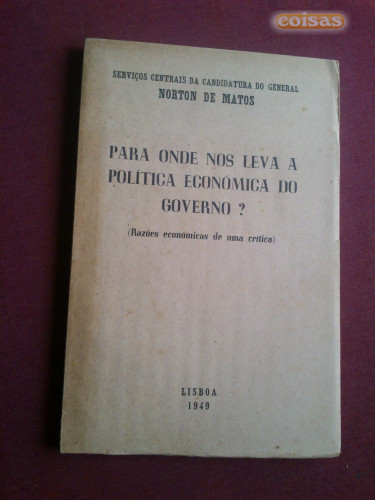 coisas
SERVIÇOS CENTRAIS DA CANDIDATURA DO GENERAL
NORTON DE MATOS
PARA ONDE NOS LEVA A
POLÍTICA ECONÓMICA DO
GOVERNO ?
(Razões económicas de uma crítica)
LISBOA
1949